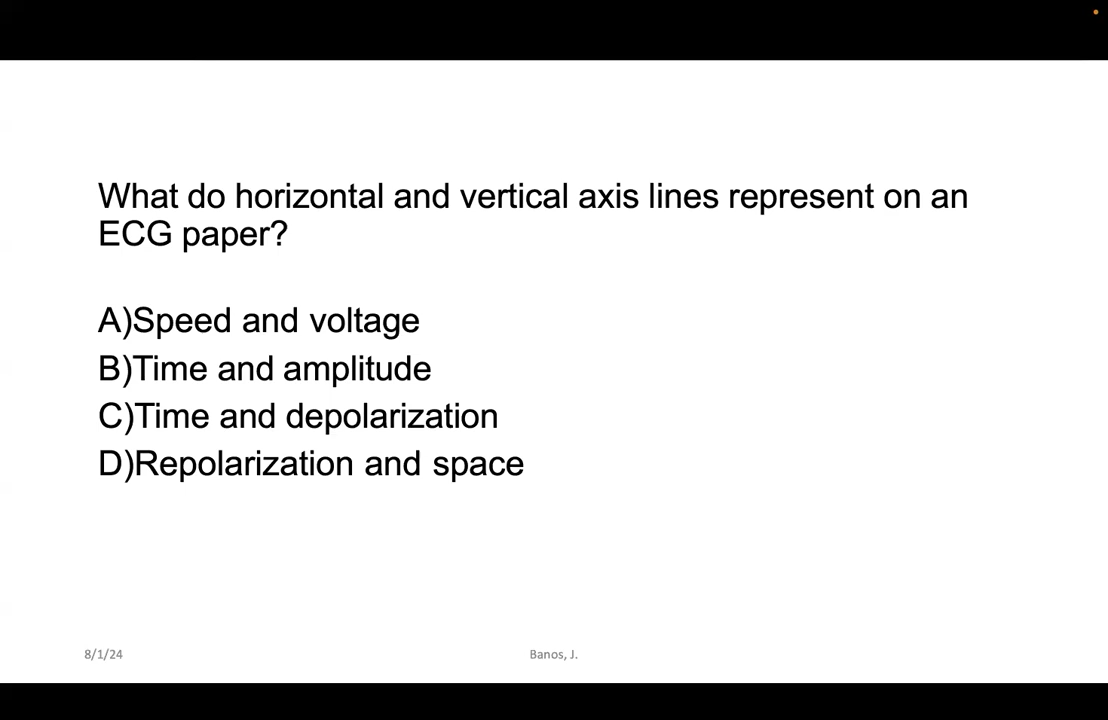 What do horizontal and vertical axis lines represent on an
ECG paper?
A)Speed and voltage
B)Time and amplitude
C)Time and depolarization
D)Repolarization and space
8/1/24
Banos, J.